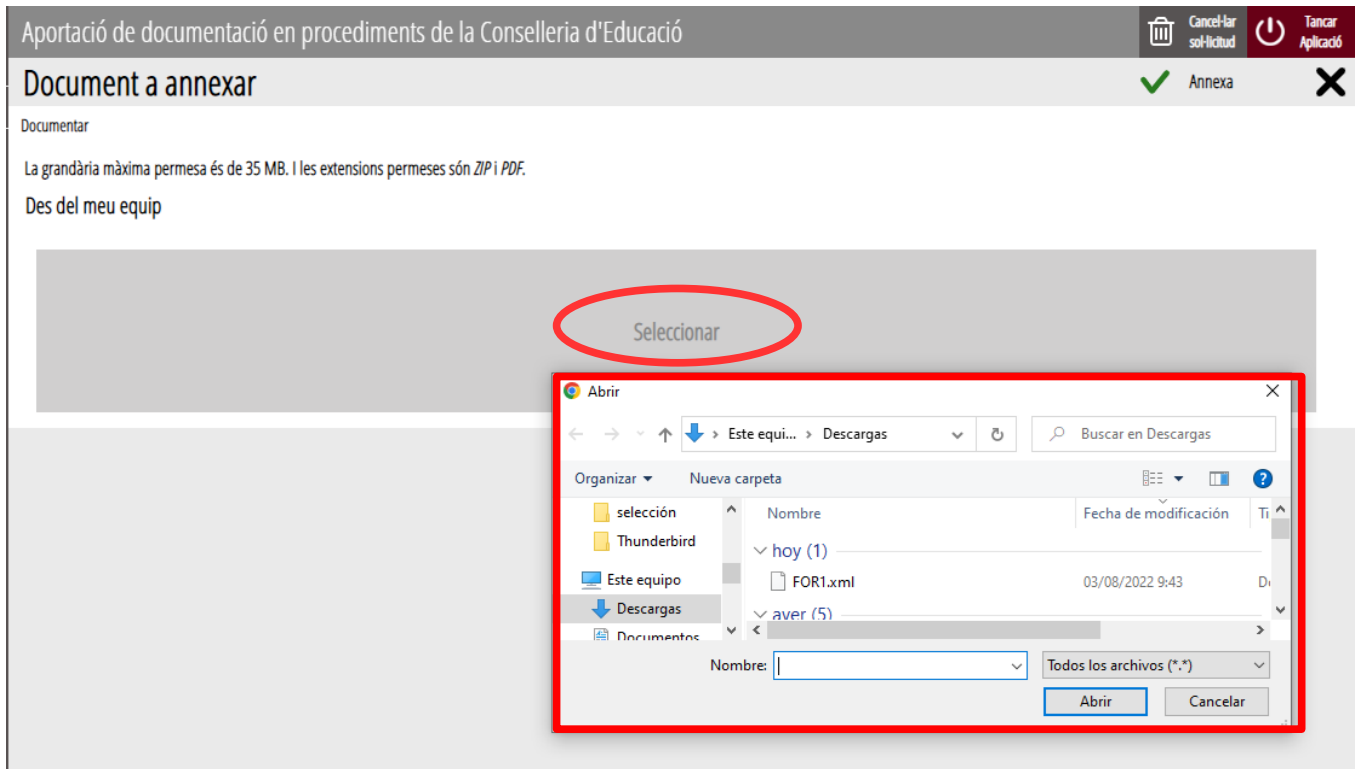 Aportació de documentació en procediments de la Conselleria d'Educació
Cancel·lar
sol·licitud
Tancar
Aplicació
Document a annexar
Annexa
Documentar
La grandària màxima permesa és de 35 MB. I les extensions permeses són ZIP i PDF.
Des del meu equip
Seleccionar
Abrir
Este equi... > Descargas
Buscar en Descargas
Organizar
Nueva carpeta
selección
Nombre
Fecha de modificación
Ti
Thunderbird
hoy (1)
Este equipo
FOR1.xml
03/08/2022 9:43
Descargas
ayer (5)
Documentos
Nombre:
Todos los archivos (*.*)
Abrir
Cancelar